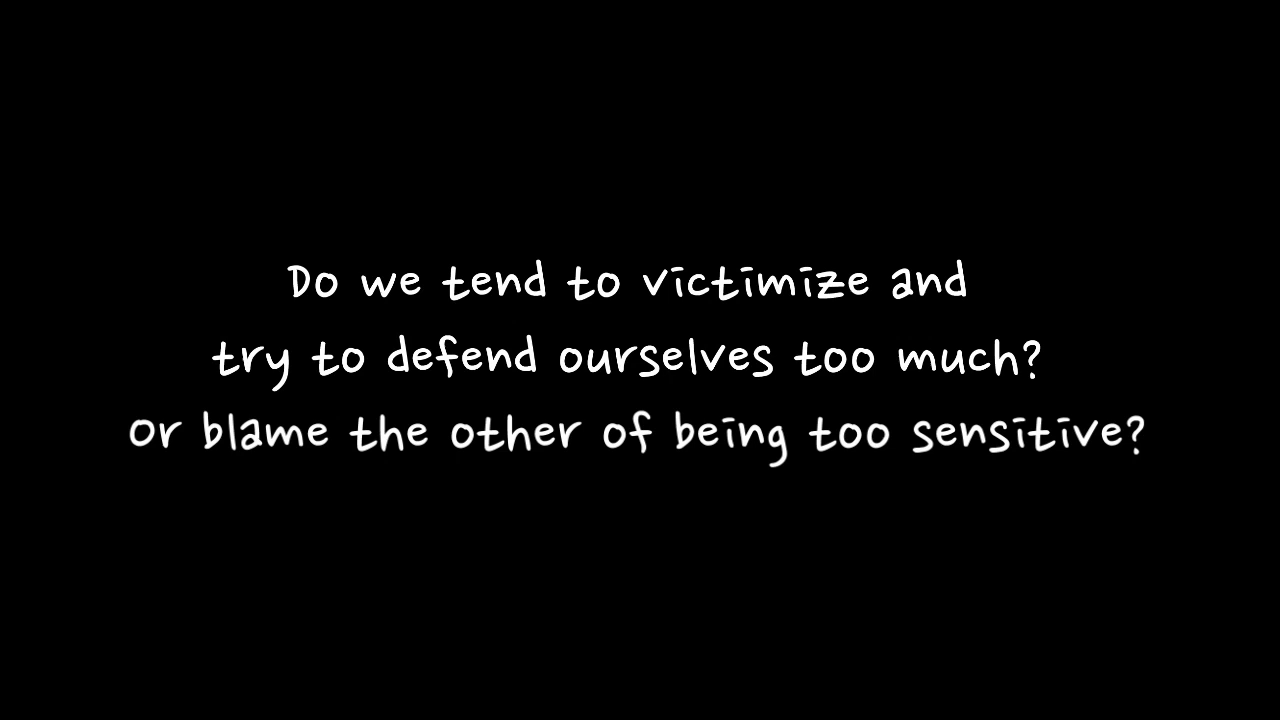 Do we tend to victimize and
try to defend ourselves too much?
Or blame the other of being too sensitive?